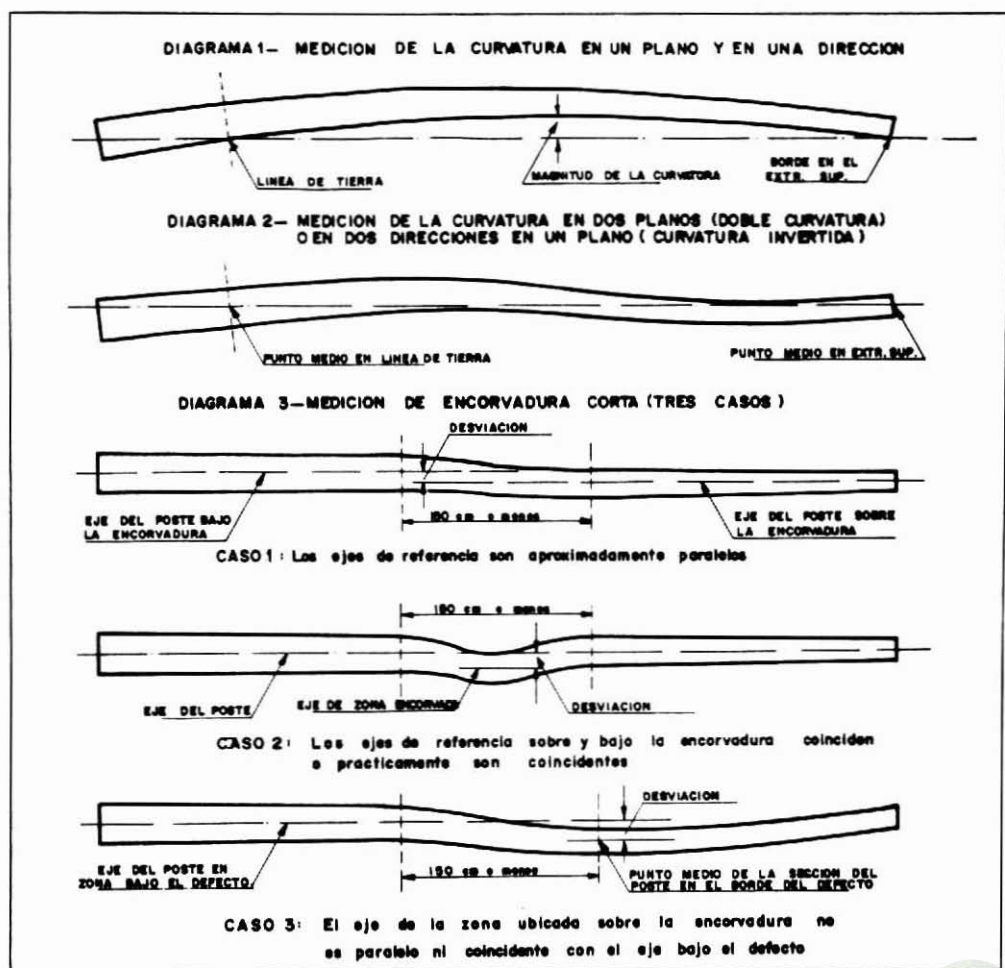 DIAGRAMA 1- MEDICION DE LA CURVATURA EN UN PLANO Y EN UNA DIRECCION
LINEA DE TIERRA
MAGNITUD DE LA CURVATURA
BORDE EN EL
EXTR. SUP.
DIAGRAMA 2- MEDICION DE LA CURVATURA EN DOS PLANOS (DOBLE CURVATURA)
O EN DOS DIRECCIONES EN UN PLANO (CURVATURA INVERTIDA)
PUNTO MEDIO EN LINEA DE TIERRA
PUNTO MEDIO EN EXTR. SUP.
DIAGRAMA 3-MEDICION DE ENCORVADURA CORTA (TRES CASOS)
DESVIACION
EJE DEL POSTE BAJO
LA ENCORVADURA
150 cm o menos
EJE DEL POSTE SOBRE
LA ENCORVADURA
CASO 1: Los ejes de referencia son aproximadamente paralelos
150 cm o menos
EJE DEL POSTE
EJE DE ZONA ENCORVADA
DESVIACION
CASO 2: Los ejes de referencia sobre y bajo la encorvadura coinciden
o practicamente son coincidentes
DESVIACION
EJE DEL POSTE EN
ZONA BAJO EL DEFECTO
150 cm o menos
PUNTO MEDIO DE LA SECCION DEL
POSTE EN EL BORDE DEL DEFECTO
CASO 3: El eje de la zona ubicada sobre la encorvadura no
es paralelo ni coincidente con el eje bajo el defecto